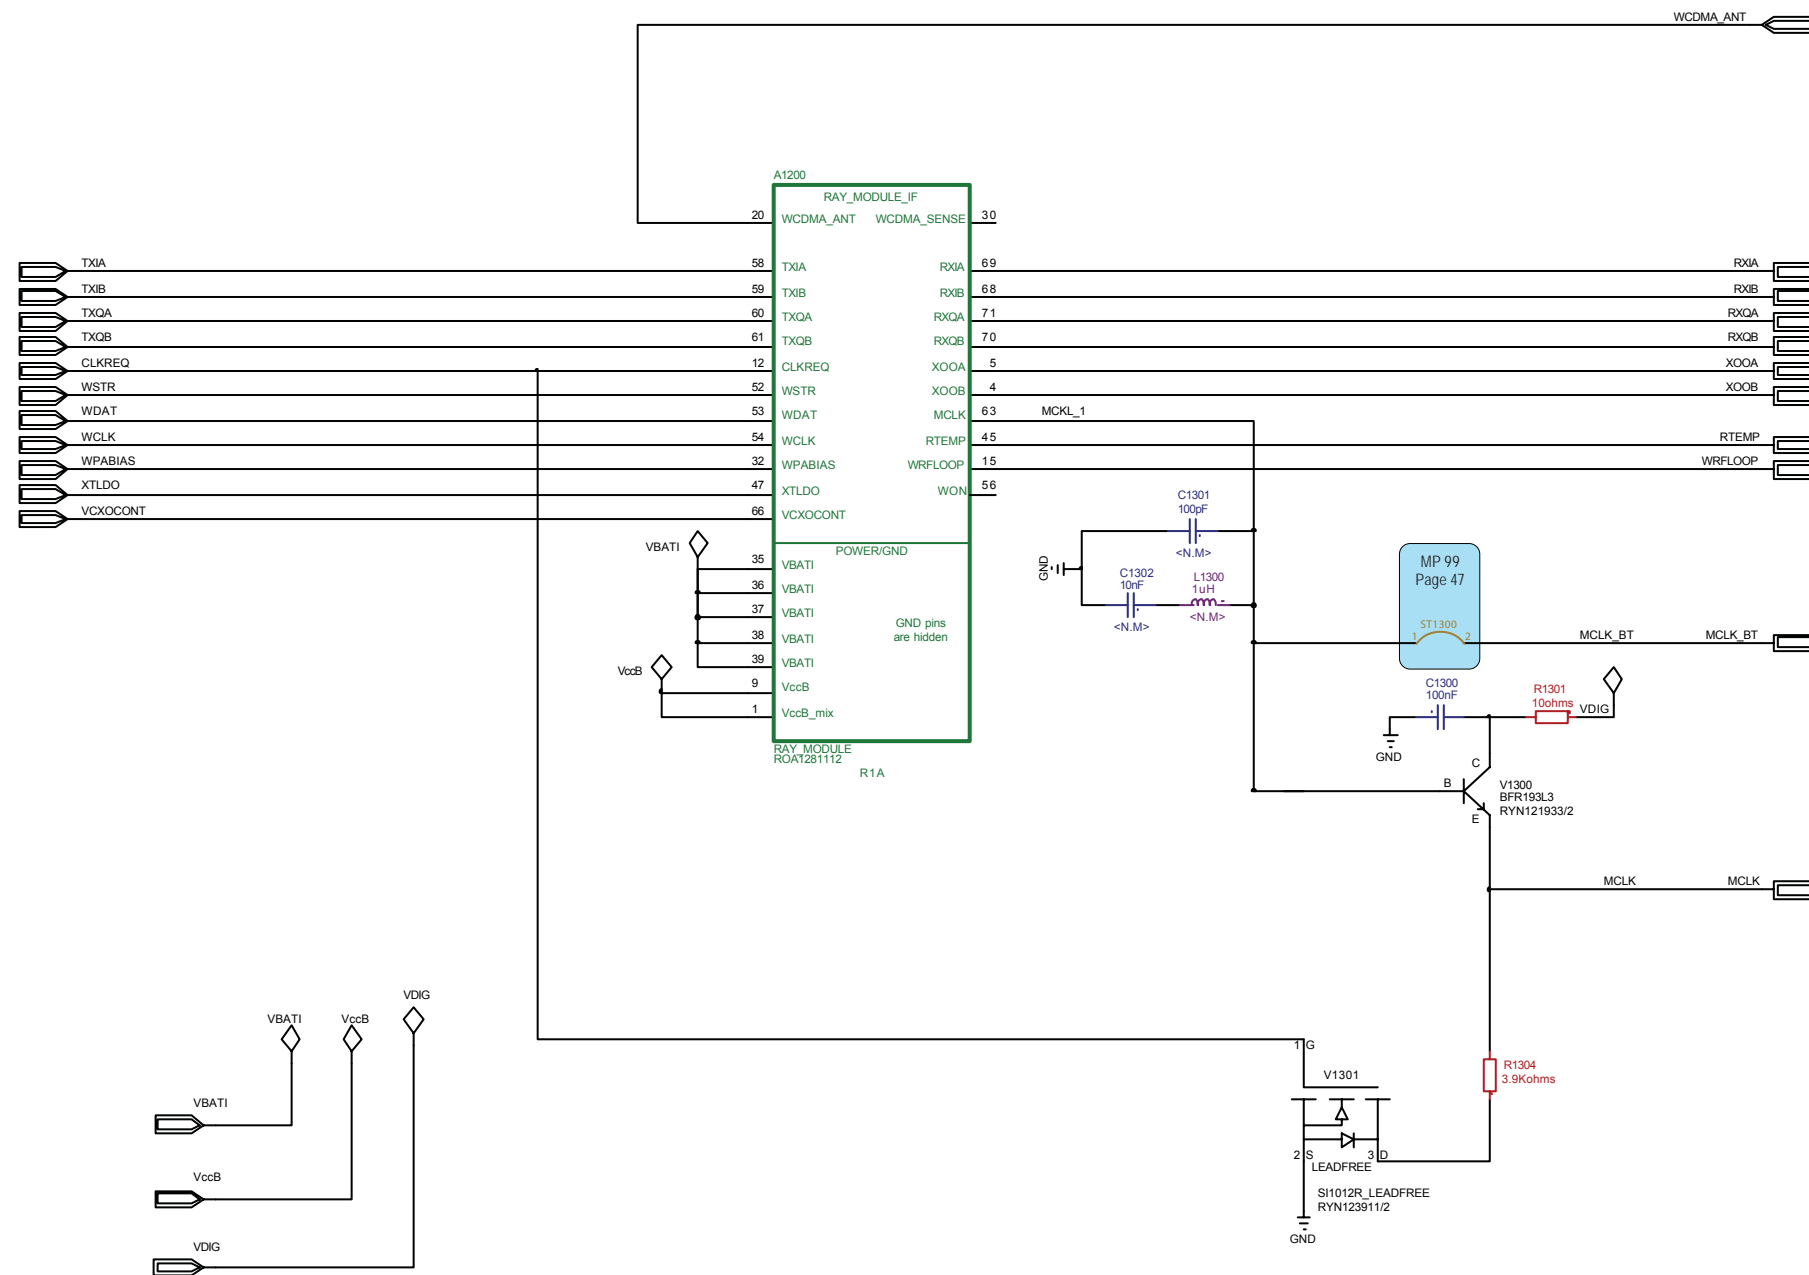 WCDMA_ANT
A1200
RAY_MODULE_IF
20 WCDMA_ANT WCDMA_SENSE 30
TXIA 58 TXIA RXIA 69 RXIA
TXIB 59 TXIB RXIB 68 RXIB
TXQA 60 TXQA RXQA 71 RXQA
TXQB 61 TXQB RXQB 70 RXQB
CLKREQ 12 CLKREQ XOOA 5 XOOA
WSTR 52 WSTR XOOB 4 XOOB
WDAT 53 WDAT MCLK 63 MCKL_1
WCLK 54 WCLK RTEMP 45 RTEMP
WPABIAS 32 WPABIAS WRFLOOP 15 WRFLOOP
XTLDO 47 XTLDO WON 56
VCXOCONT 66 VCXOCONT
C1301
100pF
<N.M>
VBATI
POWER/GND
35 VBATI
36 VBATI
37 VBATI
38 VBATI
39 VBATI
GND pins
are hidden
VccB
9 VccB
1 VccB_mix
RAY_MODULE
ROA1281112
R1A
GND
C1302
10nF
<N.M>
L1300
1uH
<N.M>
MP 99
Page 47
ST1300
1 2
MCLK_BT MCLK_BT
C1300
100nF
R1301
10ohms
VDIG
GND
C
B
E
V1300
BFR193L3
RYN121933/2
MCLK MCLK
VDIG
VBATI
VccB
VBATI
VccB
VDIG
1 G
V1301
R1304
3.9Kohms
2 S
3 D
LEADFREE
SI1012R_LEADFREE
RYN123911/2
GND